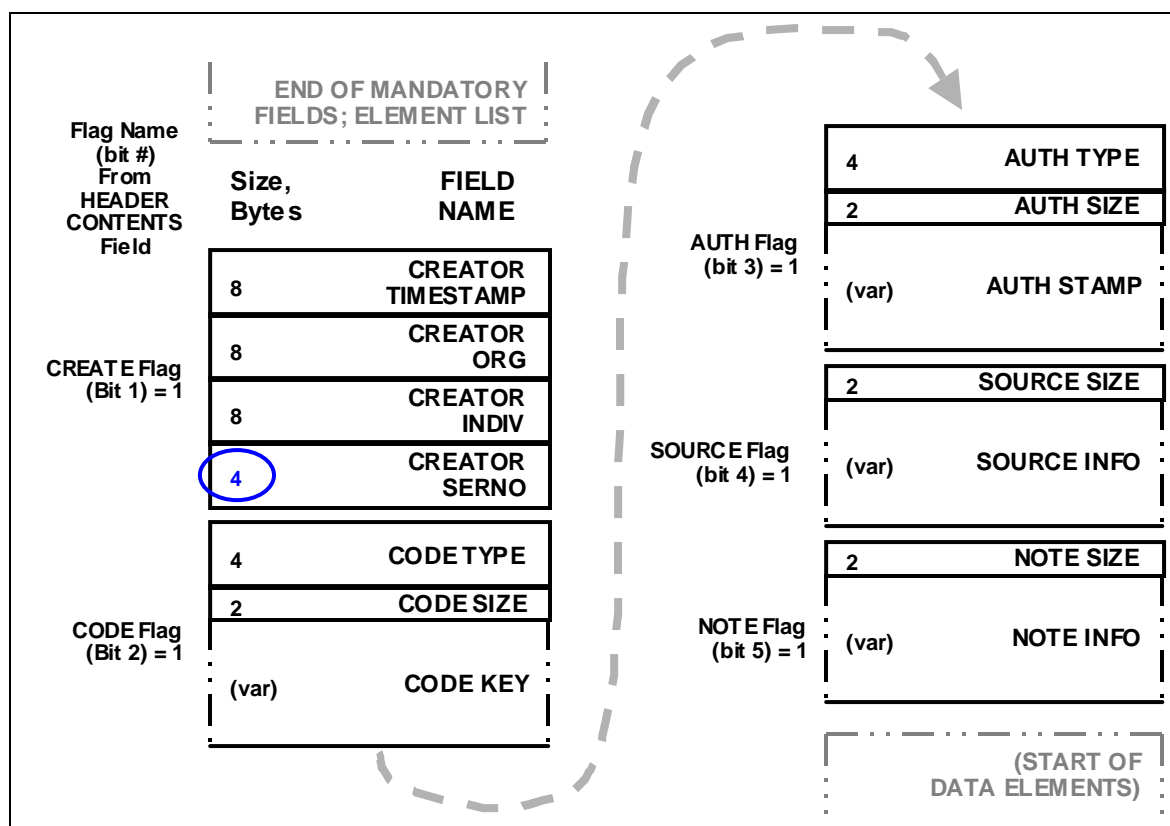 END OF MANDATORY
FIELDS; ELEMENT LIST
Flag Name
(bit #)
From
HEADER
CONTENTS
Field
Size,
Bytes
FIELD
NAME
8
CREATOR
TIMESTAMP
8
CREATOR
ORG
CREATE Flag
(Bit 1) = 1
8
CREATOR
INDIV
4
CREATOR
SERNO
4
CODE TYPE
2
CODE SIZE
CODE Flag
(Bit 2) = 1
(var)
CODE KEY
4
AUTH TYPE
2
AUTH SIZE
AUTH Flag
(bit 3) = 1
(var)
AUTH STAMP
2
SOURCE SIZE
SOURCE Flag
(bit 4) = 1
(var)
SOURCE INFO
2
NOTE SIZE
NOTE Flag
(bit 5) = 1
(var)
NOTE INFO
(START OF
DATA ELEMENTS)